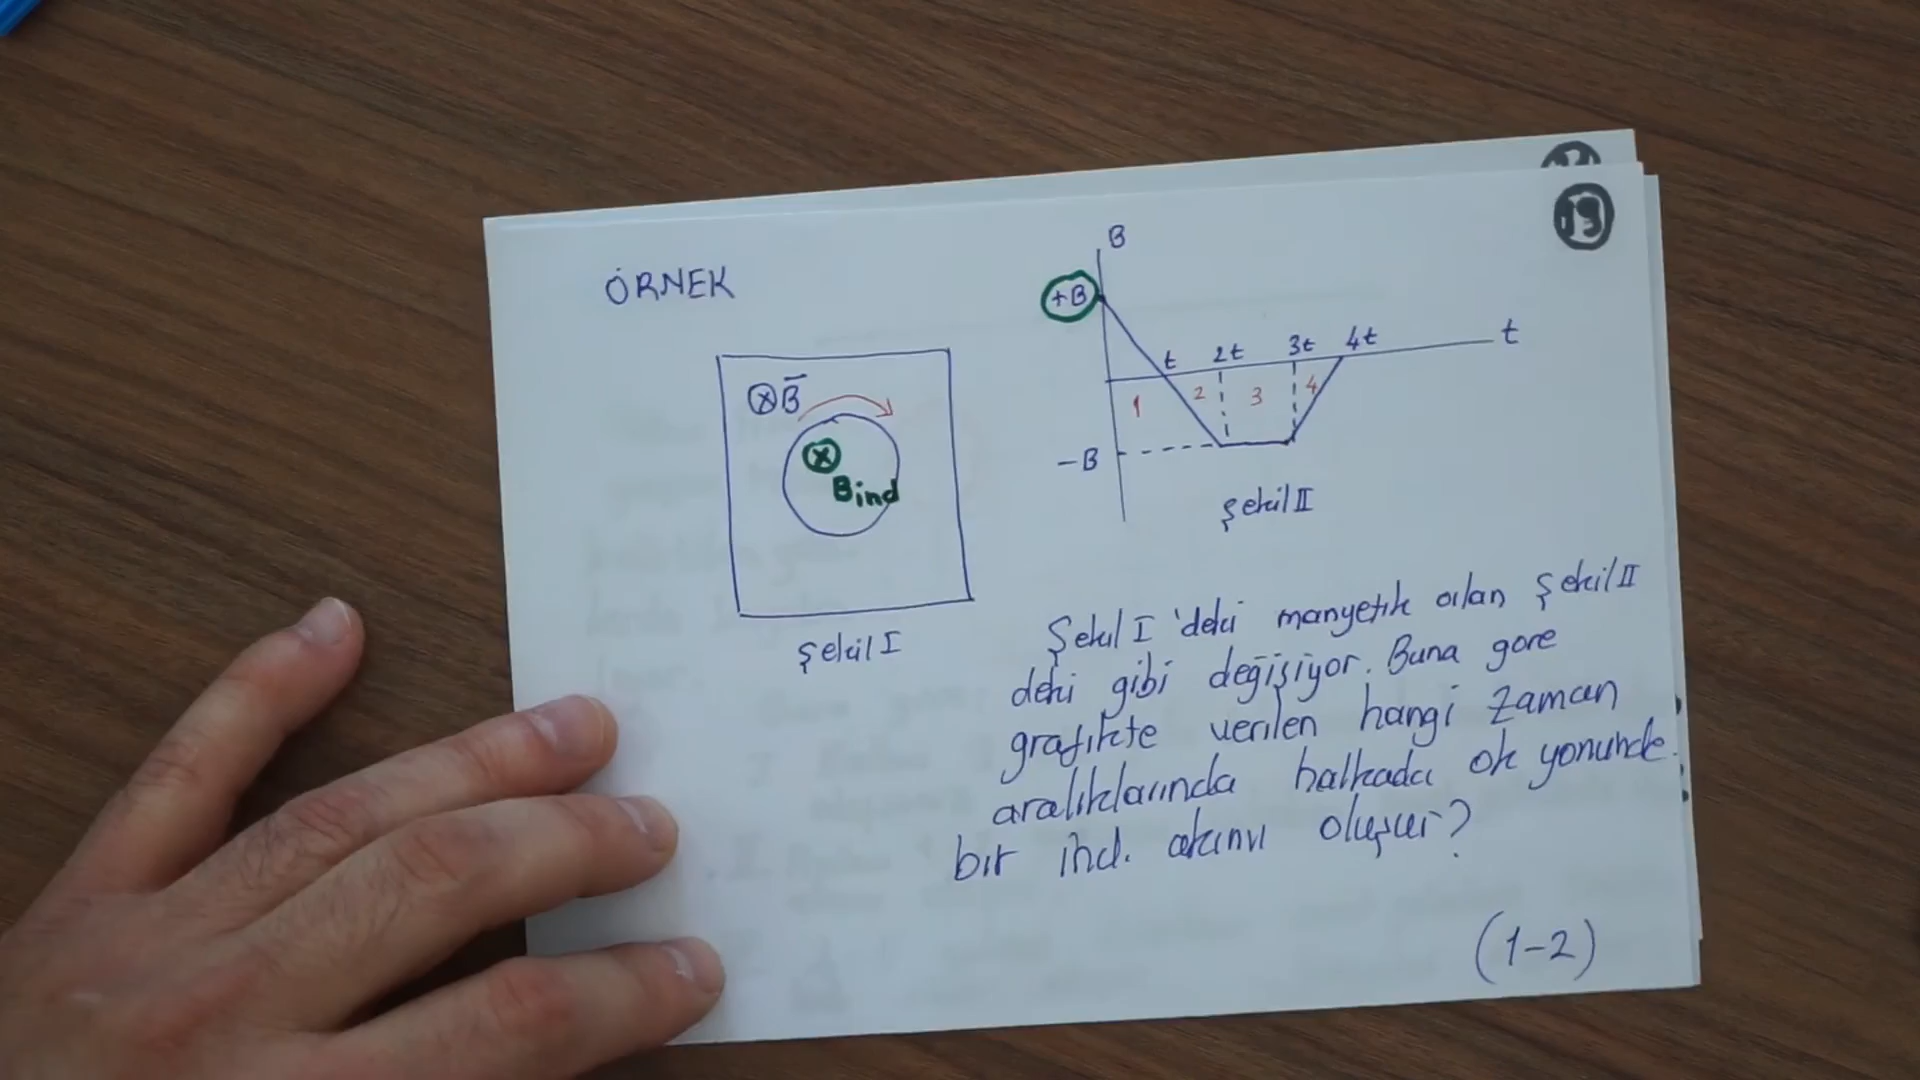 19
ÖRNEK
⊗B
⊗
Bind
Şekil I
B
+B
t 2t 3t 4t t
1 2 3 4
-B
Şekil II
Şekil I 'deki manyetik alan Şekil II
deki gibi değişiyor. Buna göre
grafikte verilen hangi zaman
aralıklarında halkada ok yönünde
bir ind. akımı oluşur?
(1-2)